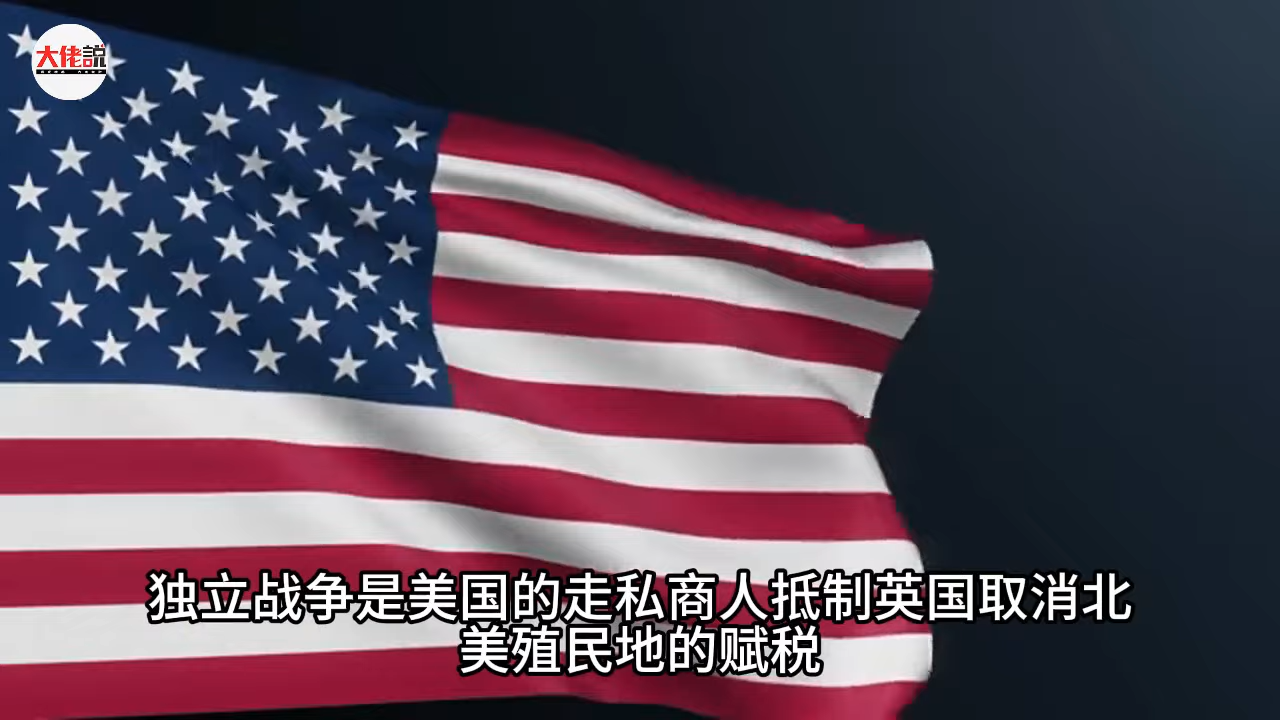 大佬説
独立战争是美国的走私商人抵制英国取消北
美殖民地的赋税